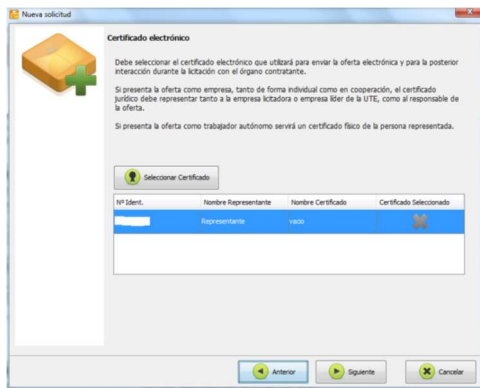 Nueva solicitud
Certificado electrónico
Debe seleccionar el certificado electrónico que utilizará para enviar la oferta electrónica y para la posterior
interacción durante la licitación con el órgano contratante.
Si presenta la oferta como empresa, tanto de forma individual como en cooperación, el certificado
jurídico debe representar tanto a la empresa licitadora o empresa líder de la UTE, como al responsable de
la oferta.
Si presenta la oferta como trabajador autónomo servirá un certificado físico de la persona representada.
Seleccionar Certificado
Nº Ident. Nombre Representante Nombre Certificado Certificado Seleccionado
Representante vacio
Anterior Siguiente Cancelar